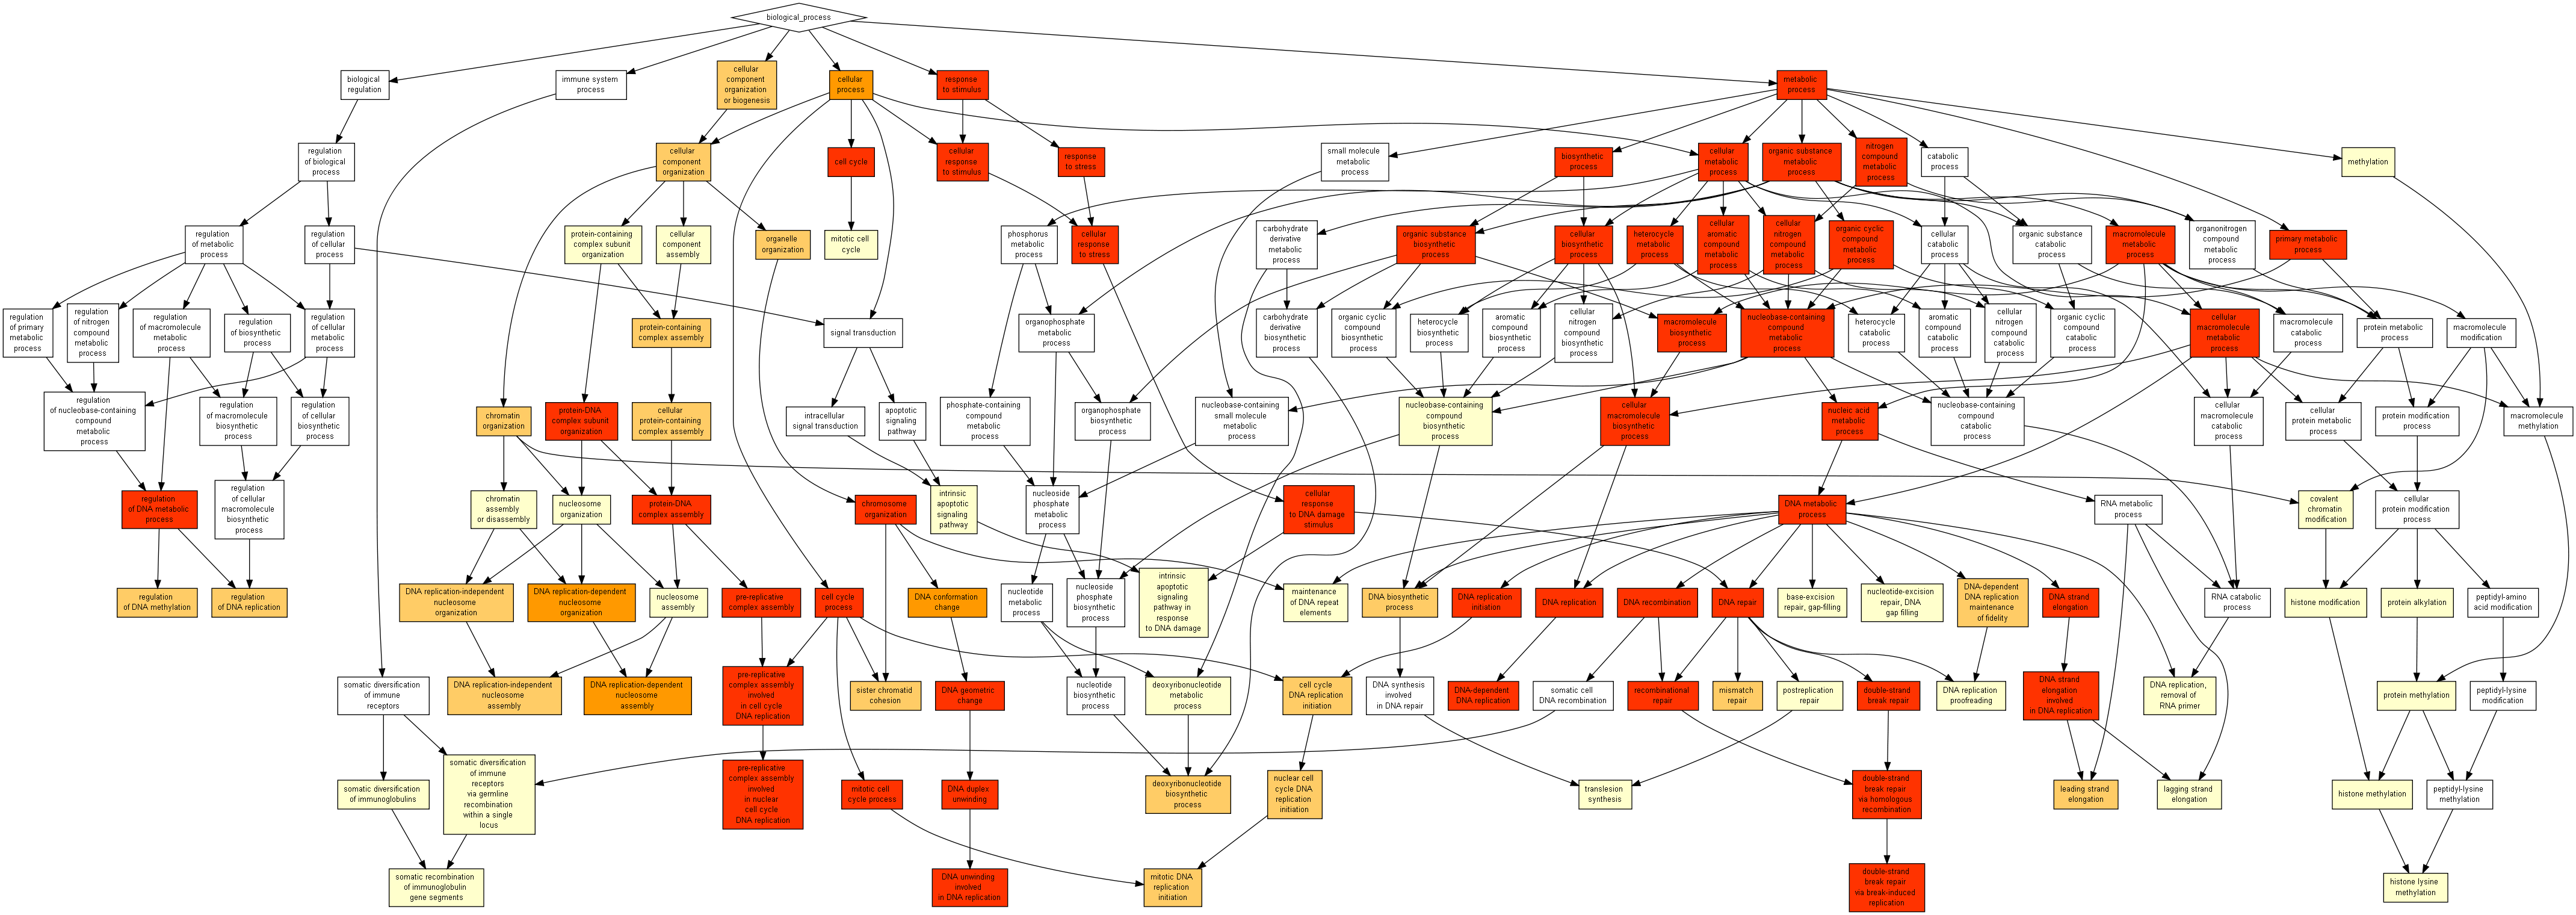 biological_process
biological
regulation
immune system
process
cellular
component
organization
or biogenesis
cellular
process
response
to stimulus
metabolic
process
regulation
of biological
process
cellular
component
organization
cell cycle
cellular
response
to stimulus
response
to stress
small molecule
metabolic
process
biosynthetic
process
cellular
metabolic
process
organic substance
metabolic
process
nitrogen
compound
metabolic
process
catabolic
process
methylation
regulation
of metabolic
process
regulation
of cellular
process
protein-containing
complex subunit
organization
cellular
component
assembly
organelle
organization
mitotic cell
cycle
phosphorus
metabolic
process
cellular
response
to stress
carbohydrate
derivative
metabolic
process
organic substance
biosynthetic
process
cellular
biosynthetic
process
heterocycle
metabolic
process
cellular
aromatic
compound
metabolic
process
cellular
nitrogen
compound
metabolic
process
organic cyclic
compound
metabolic
process
cellular
catabolic
process
organic substance
catabolic
process
macromolecule
metabolic
process
organonitrogen
compound
metabolic
process
primary metabolic
process
regulation
of primary
metabolic
process
regulation
of nitrogen
compound
metabolic
process
regulation
of macromolecule
metabolic
process
regulation
of biosynthetic
process
regulation
of cellular
metabolic
process
protein-containing
complex assembly
signal transduction
organophosphate
metabolic
process
carbohydrate
derivative
biosynthetic
process
organic cyclic
compound
biosynthetic
process
heterocycle
biosynthetic
process
aromatic
compound
biosynthetic
process
cellular
nitrogen
compound
biosynthetic
process
macromolecule
biosynthetic
process
nucleobase-containing
compound
metabolic
process
heterocycle
catabolic
process
aromatic
compound
catabolic
process
cellular
nitrogen
compound
catabolic
process
organic cyclic
compound
catabolic
process
cellular
macromolecule
metabolic
process
macromolecule
catabolic
process
protein metabolic
process
macromolecule
modification
regulation
of nucleobase-containing
compound
metabolic
process
regulation
of macromolecule
biosynthetic
process
regulation
of cellular
biosynthetic
process
chromatin
organization
protein-DNA
complex subunit
organization
cellular
protein-containing
complex assembly
intracellular
signal transduction
apoptotic
signaling
pathway
phosphate-containing
compound
metabolic
process
organophosphate
biosynthetic
process
nucleobase-containing
small molecule
metabolic
process
nucleobase-containing
compound
biosynthetic
process
cellular
macromolecule
biosynthetic
process
nucleic acid
metabolic
process
nucleobase-containing
compound
catabolic
process
cellular
macromolecule
catabolic
process
cellular
protein metabolic
process
protein modification
process
macromolecule
methylation
regulation
of DNA metabolic
process
regulation
of cellular
macromolecule
biosynthetic
process
chromatin
assembly
or disassembly
nucleosome
organization
protein-DNA
complex assembly
chromosome
organization
intrinsic
apoptotic
signaling
pathway
nucleoside
phosphate
metabolic
process
cellular
response
to DNA damage
stimulus
DNA metabolic
process
RNA metabolic
process
covalent
chromatin
modification
cellular
protein modification
process
regulation
of DNA methylation
regulation
of DNA replication
DNA replication-independent
nucleosome
organization
DNA replication-dependent
nucleosome
organization
nucleosome
assembly
pre-replicative
complex assembly
cell cycle
process
DNA conformation
change
nucleotide
metabolic
process
nucleoside
phosphate
biosynthetic
process
intrinsic
apoptotic
signaling
pathway in
response
to DNA damage
maintenance
of DNA repeat
elements
DNA biosynthetic
process
DNA replication
initiation
DNA replication
DNA recombination
DNA repair
base-excision
repair, gap-filling
nucleotide-excision
repair, DNA
gap filling
DNA-dependent
DNA replication
maintenance
of fidelity
DNA strand
elongation
RNA catabolic
process
histone modification
protein alkylation
peptidyl-amino
acid modification
somatic diversification
of immune
receptors
DNA replication-independent
nucleosome
assembly
DNA replication-dependent
nucleosome
assembly
pre-replicative
complex assembly
involved
in cell cycle
DNA replication
sister chromatid
cohesion
DNA geometric
change
nucleotide
biosynthetic
process
deoxyribonucleotide
metabolic
process
cell cycle
DNA replication
initiation
DNA synthesis
involved
in DNA repair
DNA-dependent
DNA replication
somatic cell
DNA recombination
recombinational
repair
mismatch
repair
postreplication
repair
double-strand
break repair
DNA replication
proofreading
DNA strand
elongation
involved
in DNA replication
DNA replication,
removal of
RNA primer
protein methylation
peptidyl-lysine
modification
somatic diversification
of immunoglobulins
somatic diversification
of immune
receptors
via germline
recombination
within a single
locus
pre-replicative
complex assembly
involved
in nuclear
cell cycle
DNA replication
mitotic cell
cycle process
DNA duplex
unwinding
deoxyribonucleotide
biosynthetic
process
nuclear cell
cycle DNA
replication
initiation
translesion
synthesis
double-strand
break repair
via homologous
recombination
leading strand
elongation
lagging strand
elongation
histone methylation
peptidyl-lysine
methylation
somatic recombination
of immunoglobulin
gene segments
DNA unwinding
involved
in DNA replication
mitotic DNA
replication
initiation
double-strand
break repair
via break-induced
replication
histone lysine
methylation